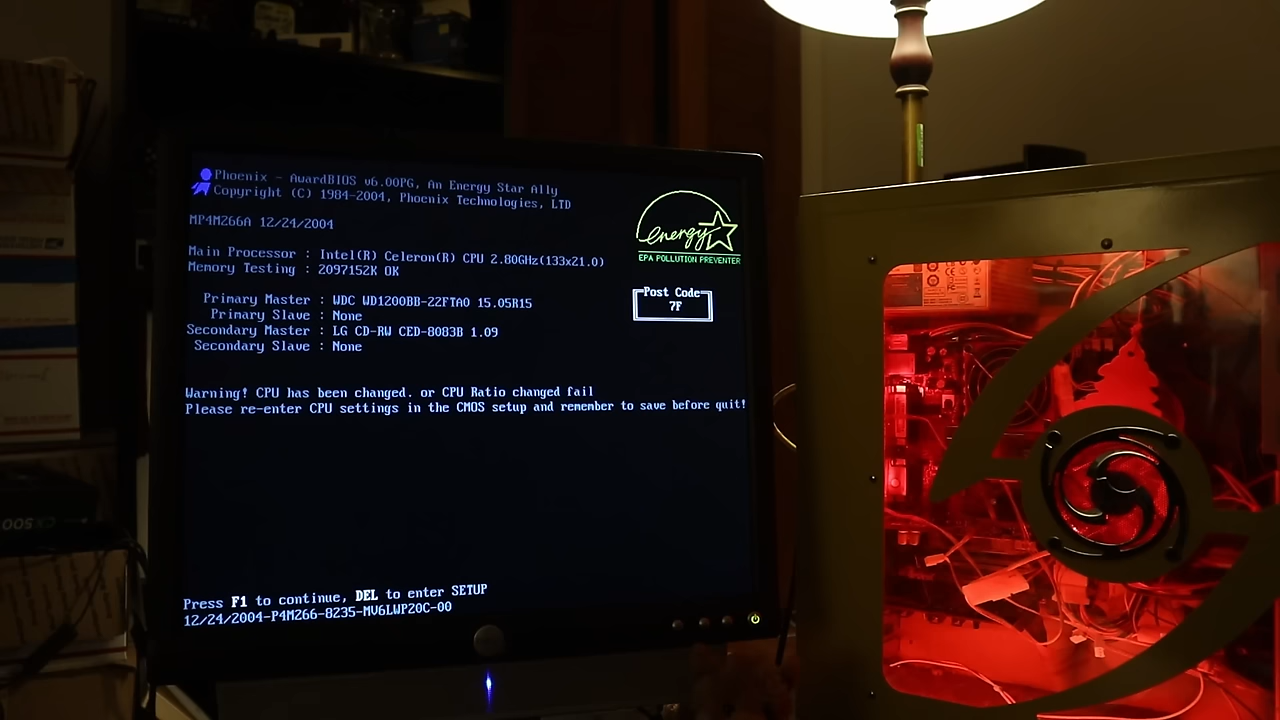 Phoenix - AwardBIOS v6.00PG, An Energy Star Ally
Copyright (C) 1984-2004, Phoenix Technologies, LTD
MP4M266A 12/24/2004
energy
EPA POLLUTION PREVENTER
Main Processor : Intel(R) Celeron(R) CPU 2.80GHz(133x21.0)
Memory Testing : 2097152K OK
Post Code
7F
Primary Master : WDC WD1200BB-22FTA0 15.05R15
Primary Slave : None
Secondary Master : LG CD-RW CED-8083B 1.09
Secondary Slave : None
Warning! CPU has been changed. or CPU Ratio changed fail
Please re-enter CPU settings in the CMOS setup and remember to save before quit!
Press F1 to continue, DEL to enter SETUP
12/24/2004-P4M266-8235-MV6LWP20C-00
CX500